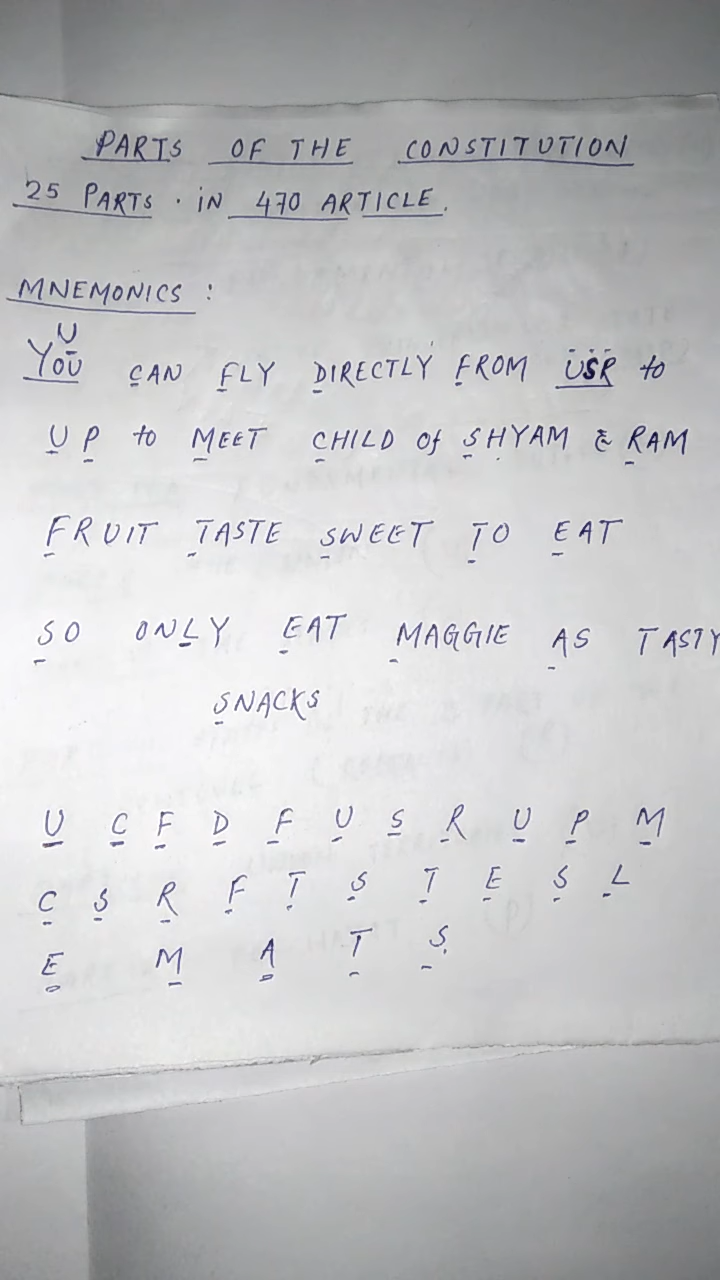 PARTS OF THE CONSTITUTION
25 PARTS . iN 470 ARTICLE.
MNEMONICS :
U
YOU CAN FLY DIRECTLY FROM USR to
UP to MEET CHILD of SHYAM & RAM
FRUIT TASTE SWEET TO EAT
SO ONLY EAT MAGGIE AS TASTY
SNACKS
U C F D F U S R U P M
C S R F T S T E S L
E M A T S.